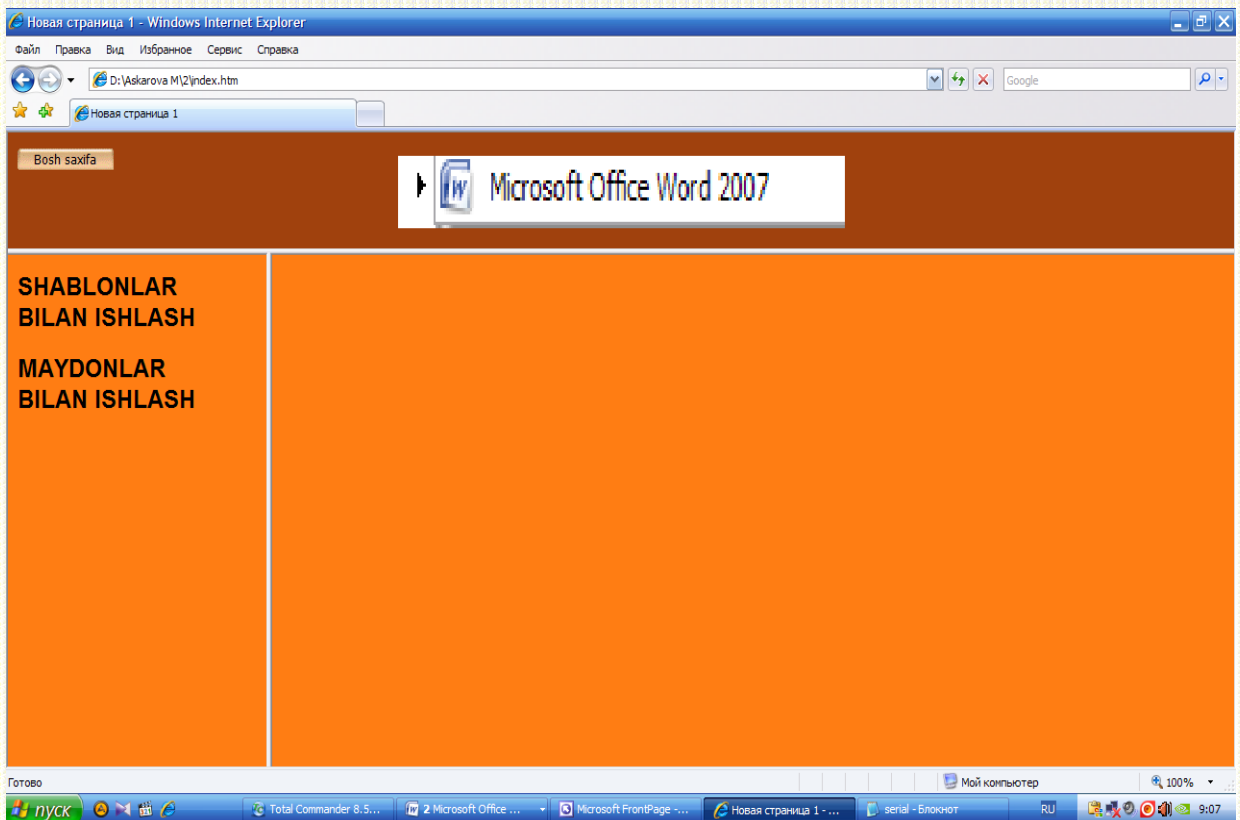 Новая страница 1 - Windows Internet Explorer
Файл Правка Вид Избранное Сервис Справка
D:\Askarova M\2\index.htm
Google
Новая страница 1
Bosh saxifa
Microsoft Office Word 2007
SHABLONLAR
BILAN ISHLASH
MAYDONLAR
BILAN ISHLASH
Готово
Мой компьютер
100%
пуск
Total Commander 8.5...
2 Microsoft Office ...
Microsoft FrontPage -...
Новая страница 1 - ...
serial - Блокнот
RU
9:07